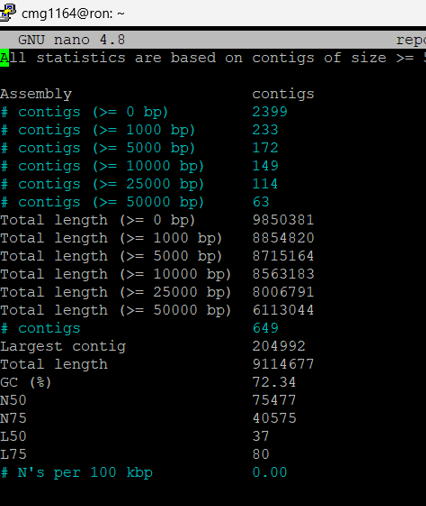 cmg1164@ron: ~
GNU nano 4.8 repo
All statistics are based on contigs of size >= 5
Assembly contigs
# contigs (>= 0 bp) 2399
# contigs (>= 1000 bp) 233
# contigs (>= 5000 bp) 172
# contigs (>= 10000 bp) 149
# contigs (>= 25000 bp) 114
# contigs (>= 50000 bp) 63
Total length (>= 0 bp) 9850381
Total length (>= 1000 bp) 8854820
Total length (>= 5000 bp) 8715164
Total length (>= 10000 bp) 8563183
Total length (>= 25000 bp) 8006791
Total length (>= 50000 bp) 6113044
# contigs 649
Largest contig 204992
Total length 9114677
GC (%) 72.34
N50 75477
N75 40575
L50 37
L75 80
# N's per 100 kbp 0.00